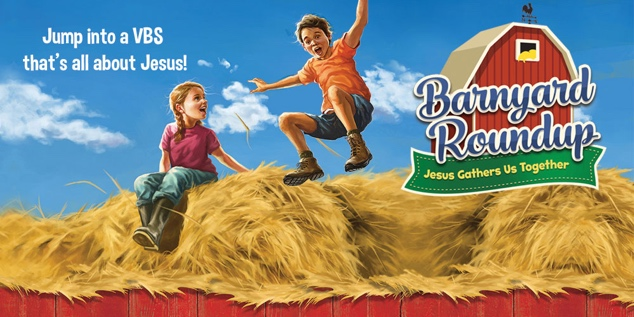 Jump into a VBS
that's all about Jesus!
Barnyard
Roundup
Jesus Gathers Us Together